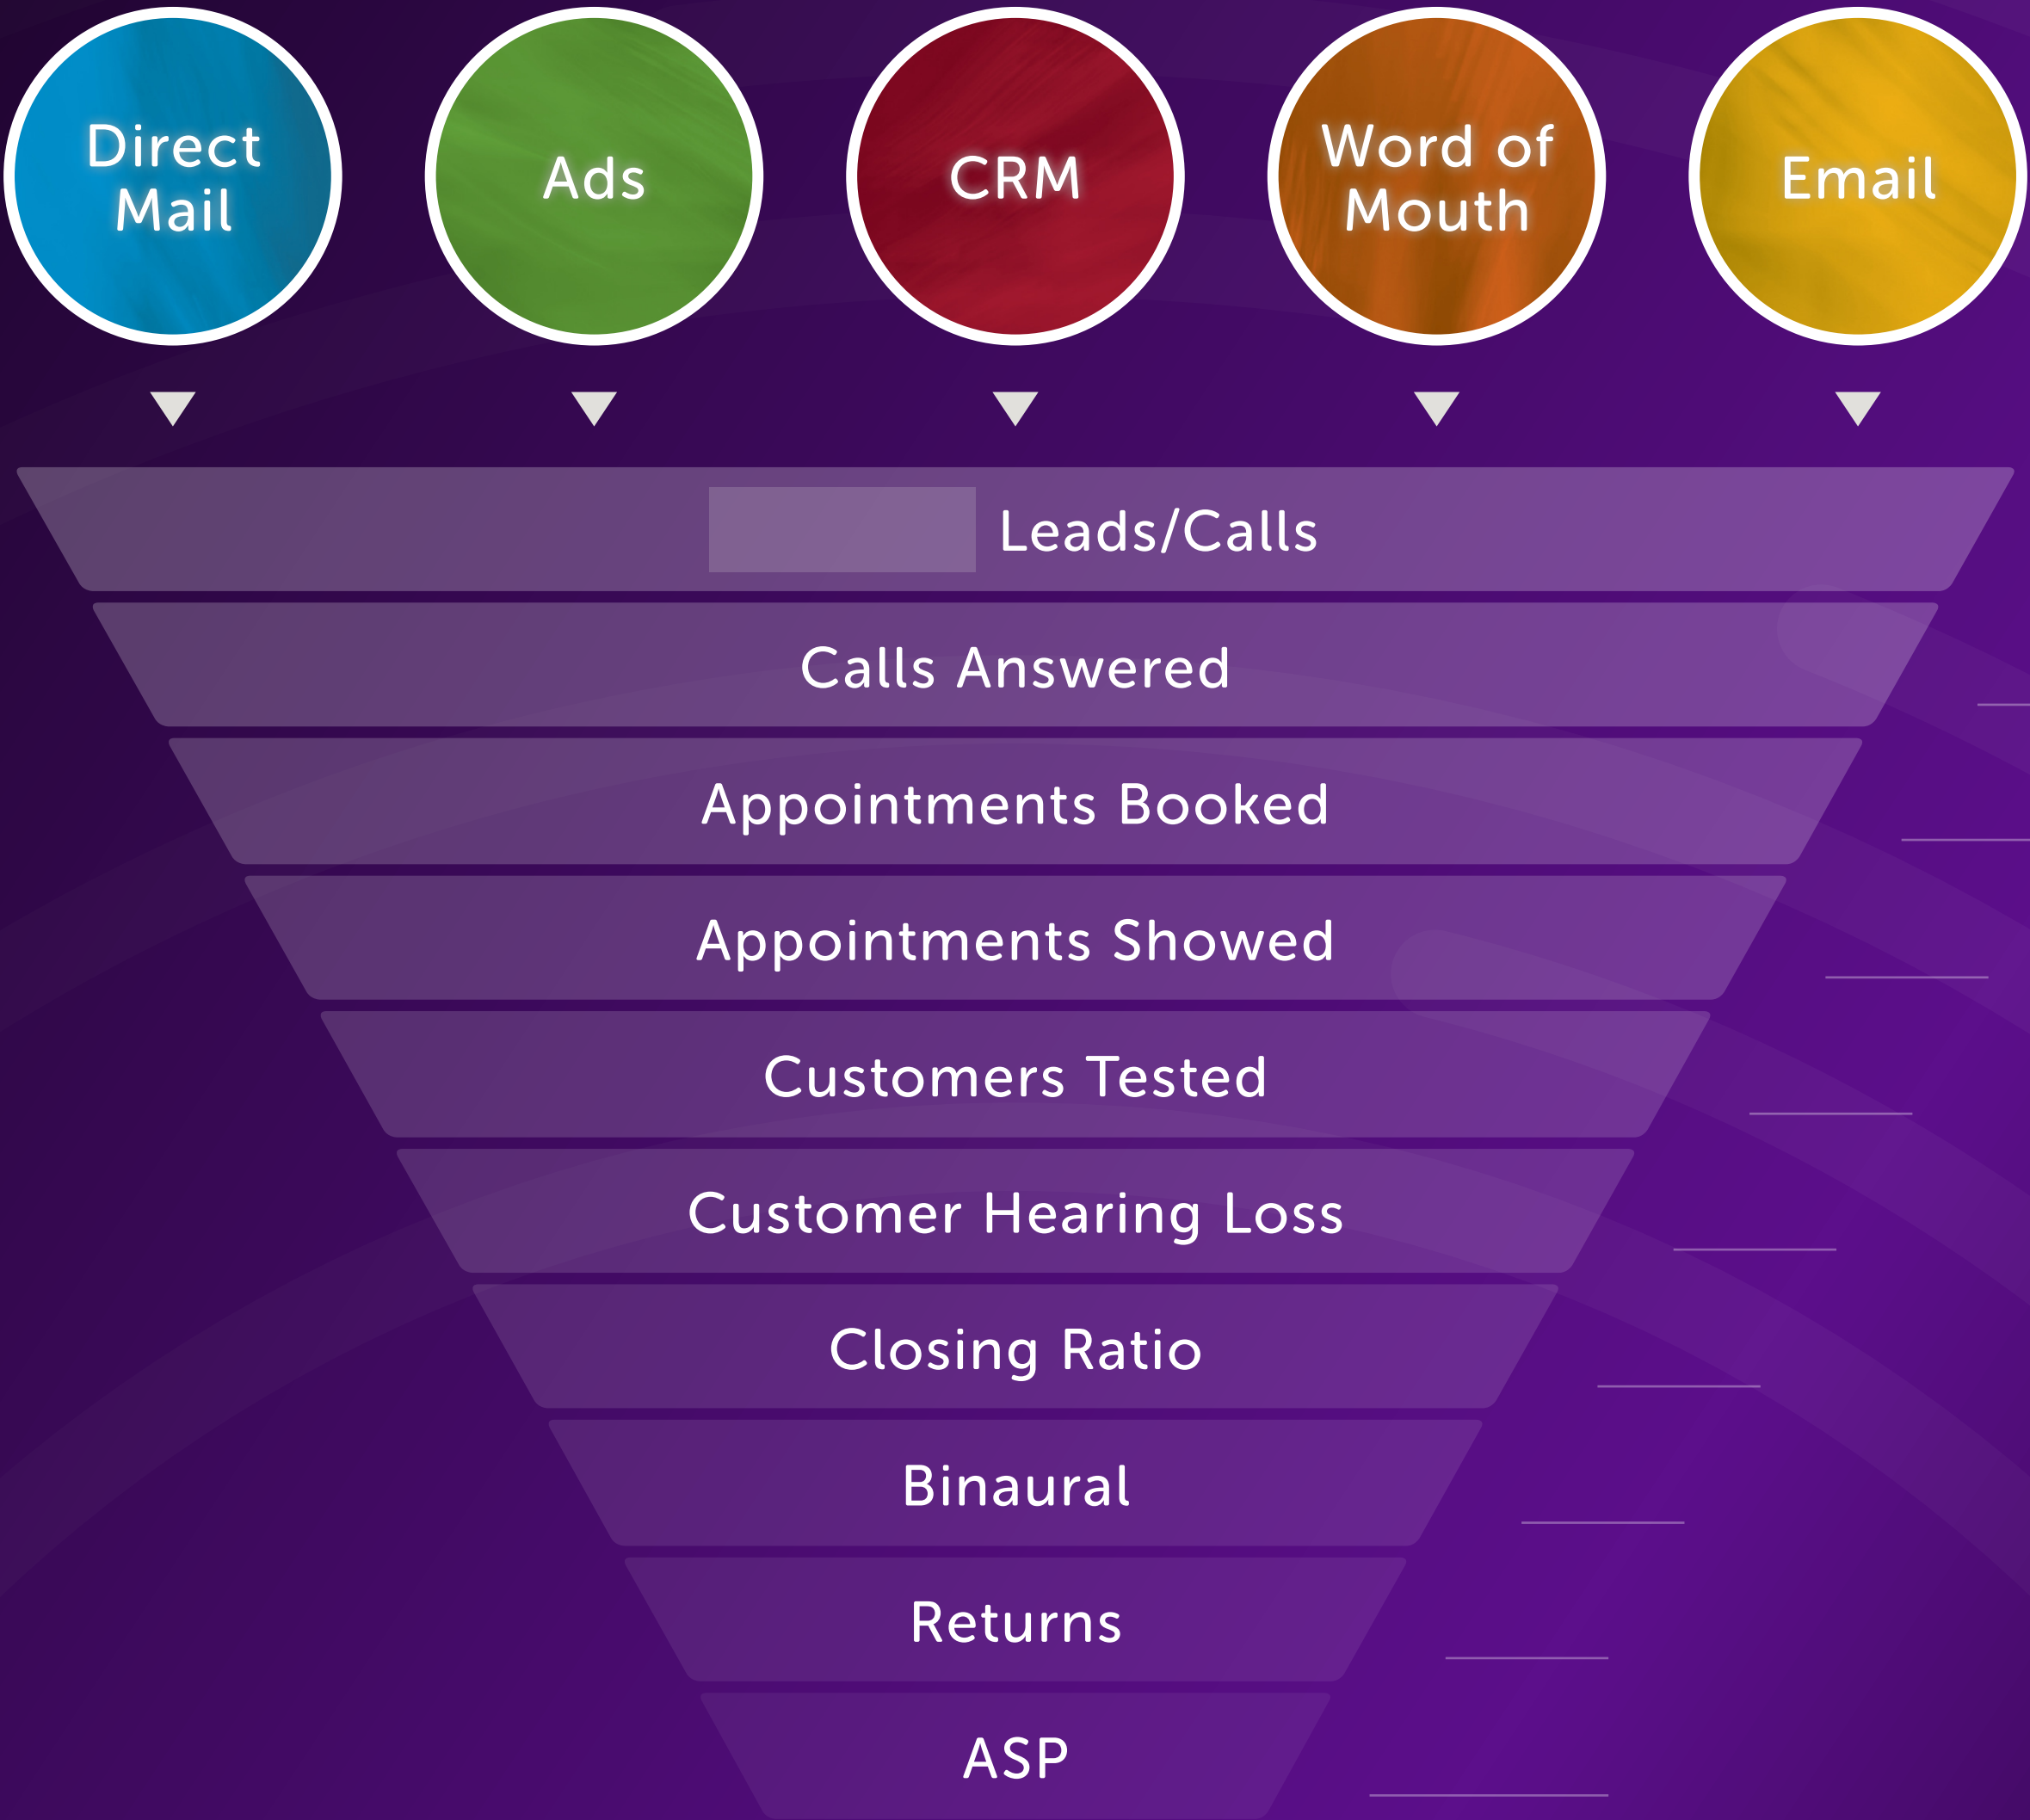 Direct
Mail
Ads
CRM
Word of
Mouth
Email
Leads/Calls
Calls Answered
Appointments Booked
Appointments Showed
Customers Tested
Customer Hearing Loss
Closing Ratio
Binaural
Returns
ASP